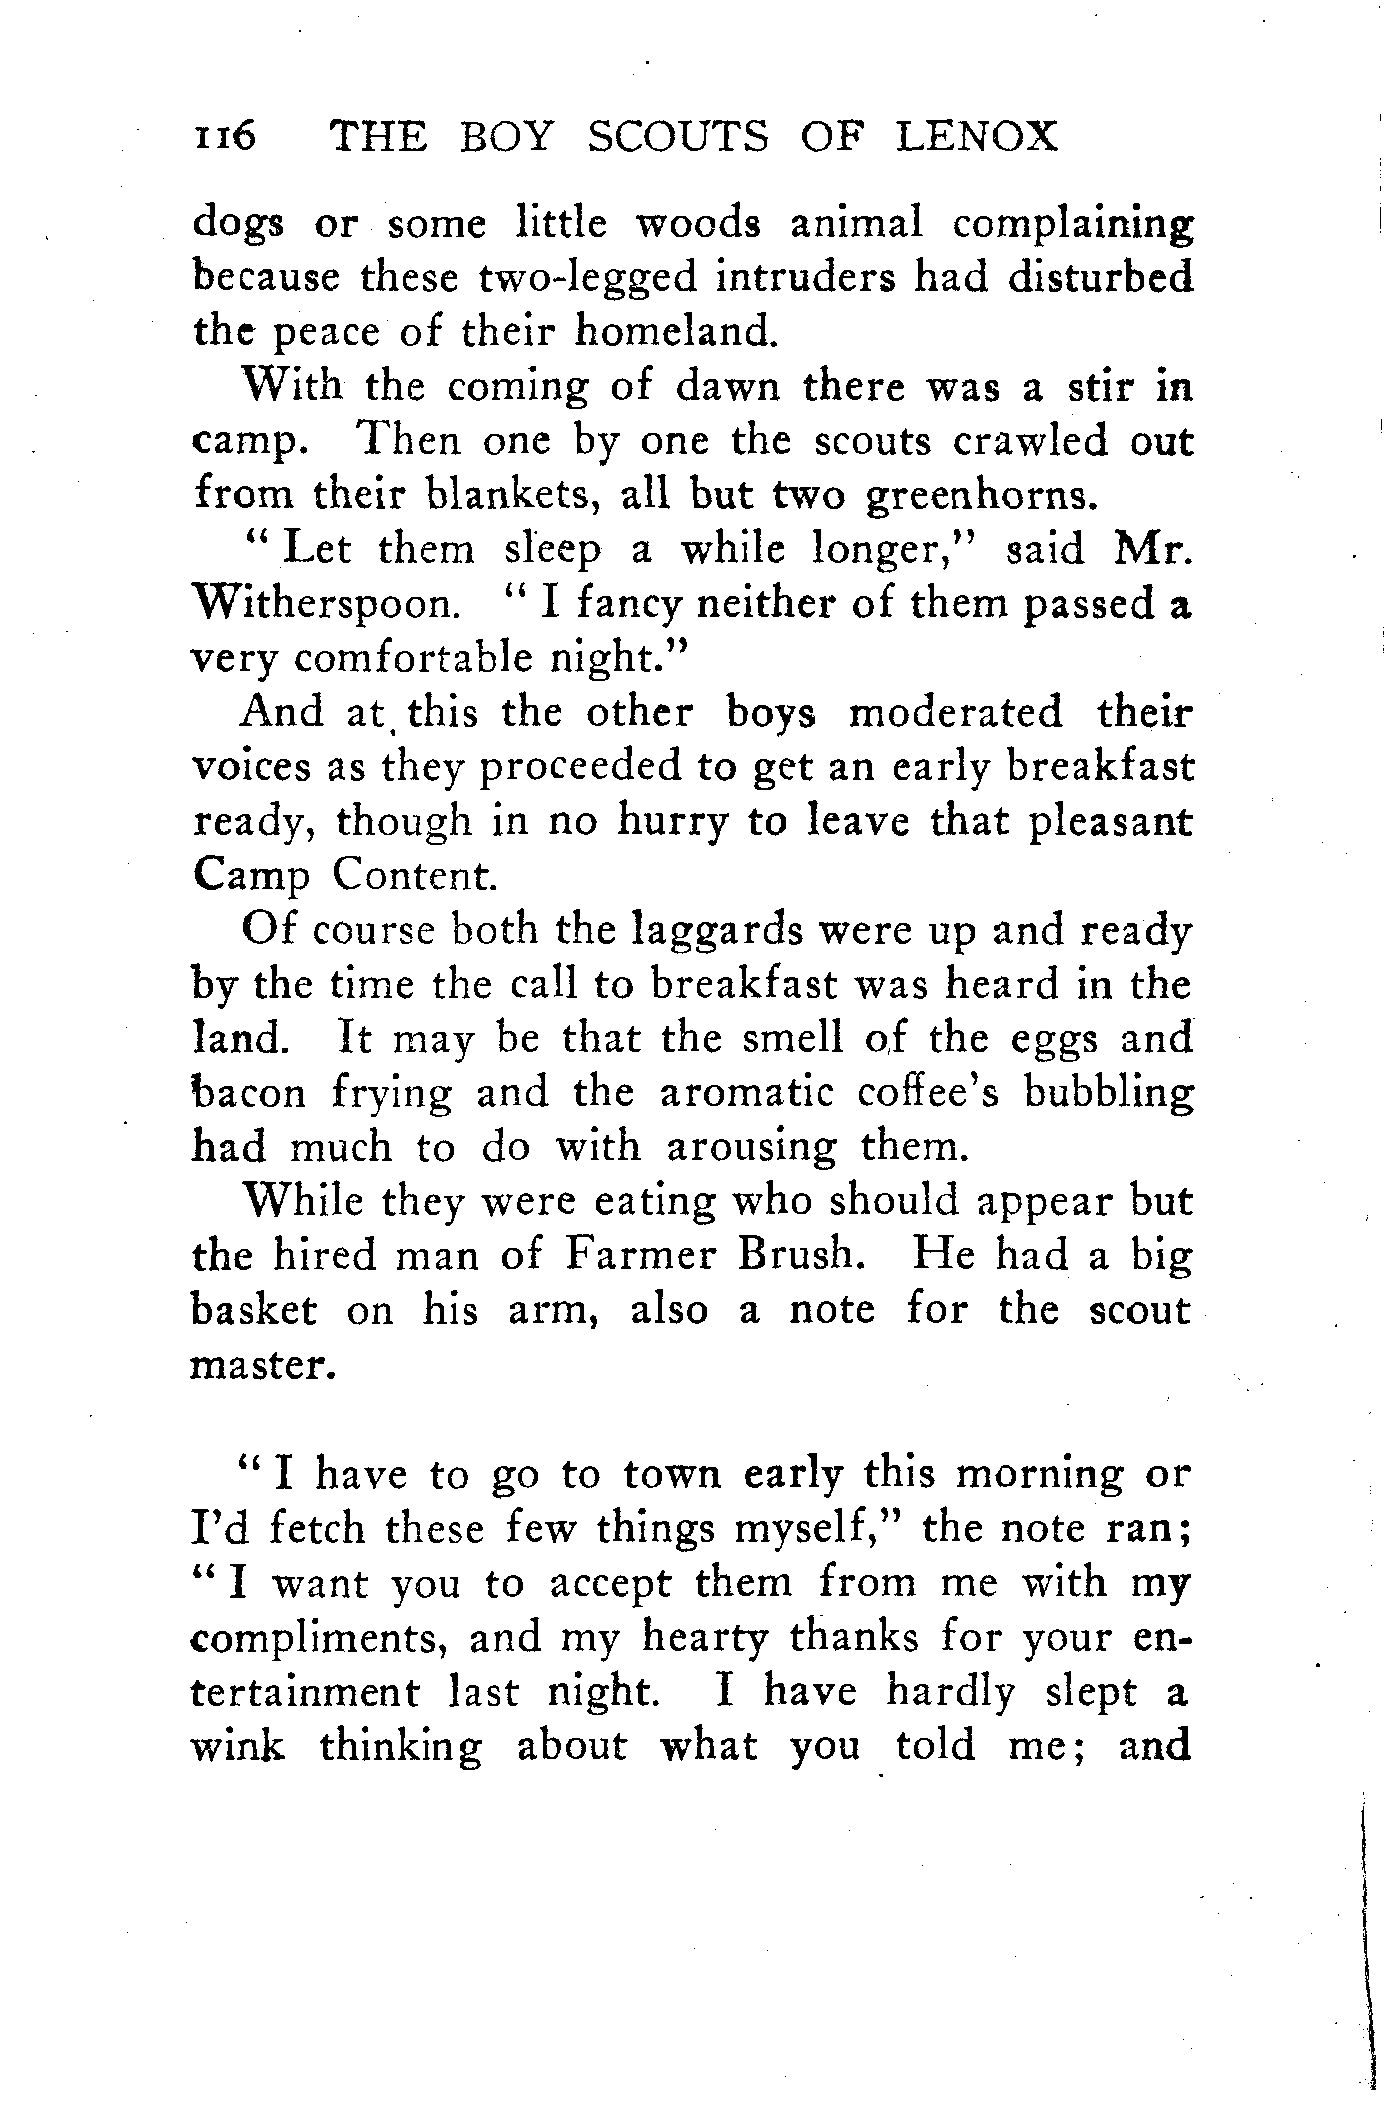 116 THE BOY SCOUTS OF LENOX
dogs or some little woods animal complaining
because these two-legged intruders had disturbed
the peace of their homeland.
With the coming of dawn there was a stir in
camp. Then one by one the scouts crawled out
from their blankets, all but two greenhorns.
“ Let them sleep a while longer,” said Mr.
Witherspoon. “ I fancy neither of them passed a
very comfortable night.”
And at this the other boys moderated their
voices as they proceeded to get an early breakfast
ready, though in no hurry to leave that pleasant
Camp Content.
Of course both the laggards were up and ready
by the time the call to breakfast was heard in the
land. It may be that the smell of the eggs and
bacon frying and the aromatic coffee’s bubbling
had much to do with arousing them.
While they were eating who should appear but
the hired man of Farmer Brush. He had a big
basket on his arm, also a note for the scout
master.
“ I have to go to town early this morning or
I’d fetch these few things myself,” the note ran;
“ I want you to accept them from me with my
compliments, and my hearty thanks for your en-
tertainment last night. I have hardly slept a
wink thinking about what you told me; and